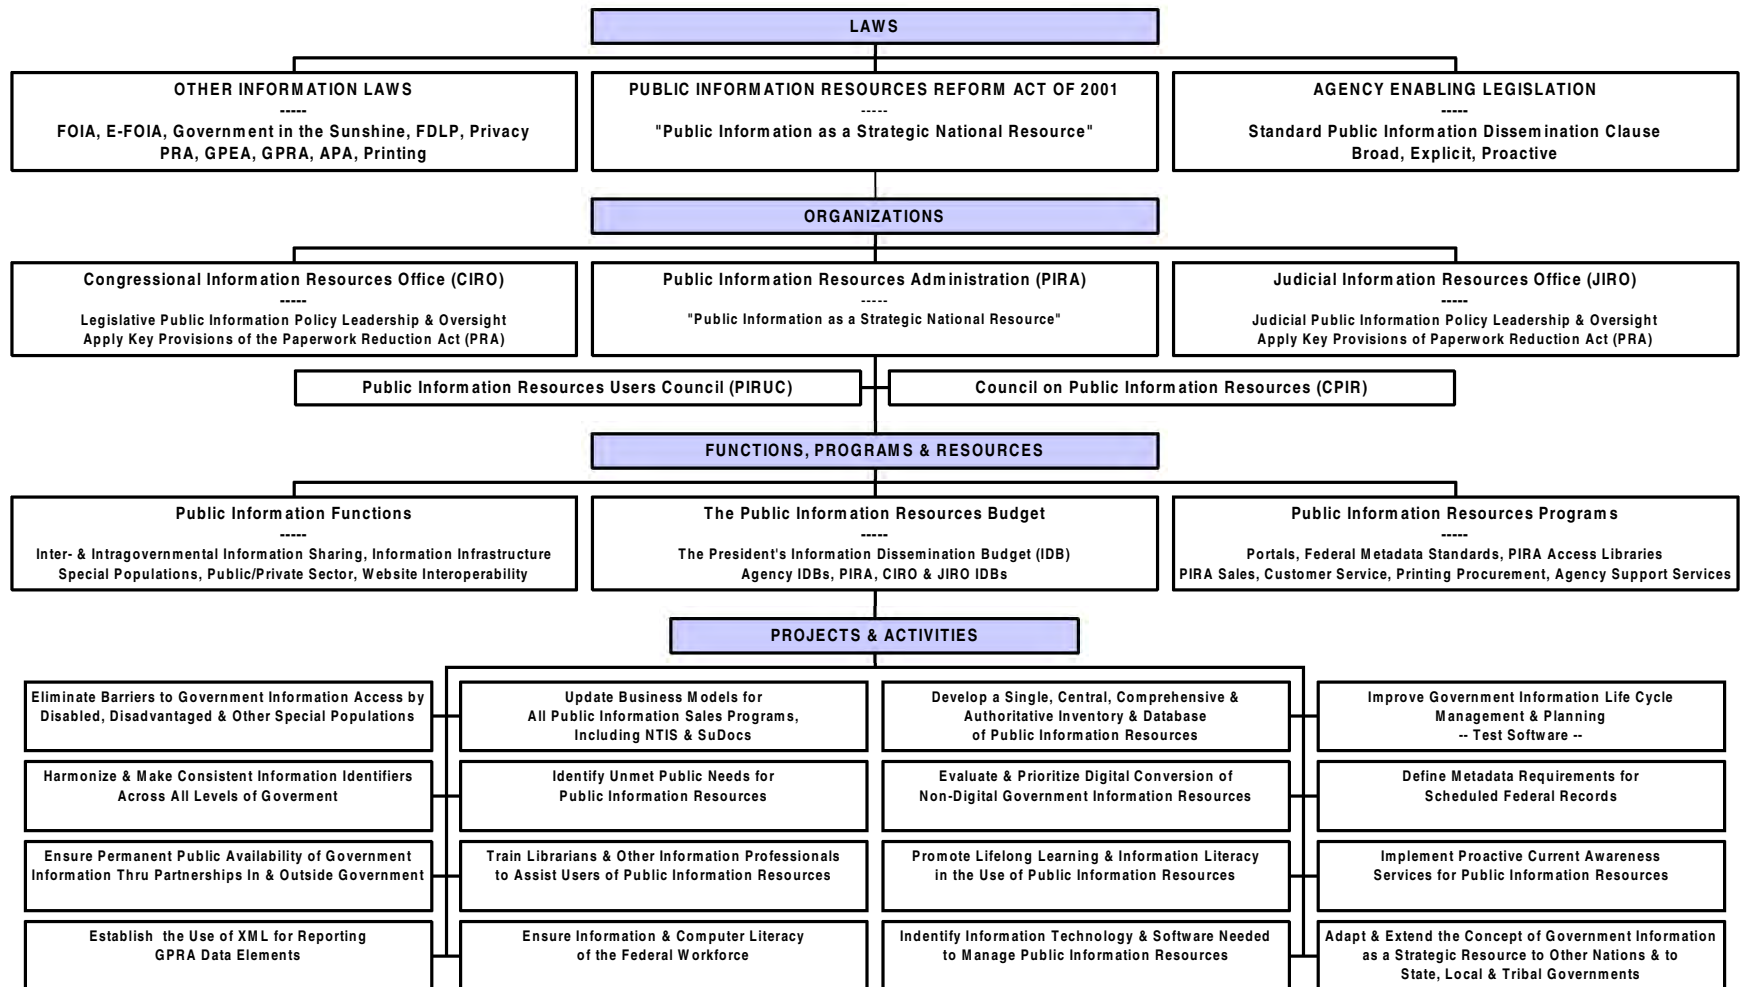 LAWS
OTHER INFORMATION LAWS
-----
FOIA, E-FOIA, Government in the Sunshine, FDLP, Privacy
PRA, GPEA, GPRA, APA, Printing
PUBLIC INFORMATION RESOURCES REFORM ACT OF 2001
-----
"Public Information as a Strategic National Resource"
AGENCY ENABLING LEGISLATION
-----
Standard Public Information Dissemination Clause
Broad, Explicit, Proactive
ORGANIZATIONS
Congressional Information Resources Office (CIRO)
-----
Legislative Public Information Policy Leadership & Oversight
Apply Key Provisions of the Paperwork Reduction Act (PRA)
Public Information Resources Administration (PIRA)
-----
"Public Information as a Strategic National Resource"
Judicial Information Resources Office (JIRO)
-----
Judicial Public Information Policy Leadership & Oversight
Apply Key Provisions of Paperwork Reduction Act (PRA)
Public Information Resources Users Council (PIRUC)
Council on Public Information Resources (CPIR)
FUNCTIONS, PROGRAMS & RESOURCES
Public Information Functions
-----
Inter- & Intragovernmental Information Sharing, Information Infrastructure
Special Populations, Public/Private Sector, Website Interoperability
The Public Information Resources Budget
-----
The President's Information Dissemination Budget (IDB)
Agency IDBs, PIRA, CIRO & JIRO IDBs
Public Information Resources Programs
-----
Portals, Federal Metadata Standards, PIRA Access Libraries
PIRA Sales, Customer Service, Printing Procurement, Agency Support Services
PROJECTS & ACTIVITIES
Eliminate Barriers to Government Information Access by
Disabled, Disadvantaged & Other Special Populations
Update Business Models for
All Public Information Sales Programs,
Including NTIS & SuDocs
Develop a Single, Central, Comprehensive &
Authoritative Inventory & Database
of Public Information Resources
Improve Government Information Life Cycle
Management & Planning
-- Test Software --
Harmonize & Make Consistent Information Identifiers
Across All Levels of Goverment
Identify Unmet Public Needs for
Public Information Resources
Evaluate & Prioritize Digital Conversion of
Non-Digital Government Information Resources
Define Metadata Requirements for
Scheduled Federal Records
Ensure Permanent Public Availability of Government
Information Thru Partnerships In & Outside Government
Train Librarians & Other Information Professionals
to Assist Users of Public Information Resources
Promote Lifelong Learning & Information Literacy
in the Use of Public Information Resources
Implement Proactive Current Awareness
Services for Public Information Resources
Establish the Use of XML for Reporting
GPRA Data Elements
Ensure Information & Computer Literacy
of the Federal Workforce
Indentify Information Technology & Software Needed
to Manage Public Information Resources
Adapt & Extend the Concept of Government Information
as a Strategic Resource to Other Nations & to
State, Local & Tribal Governments